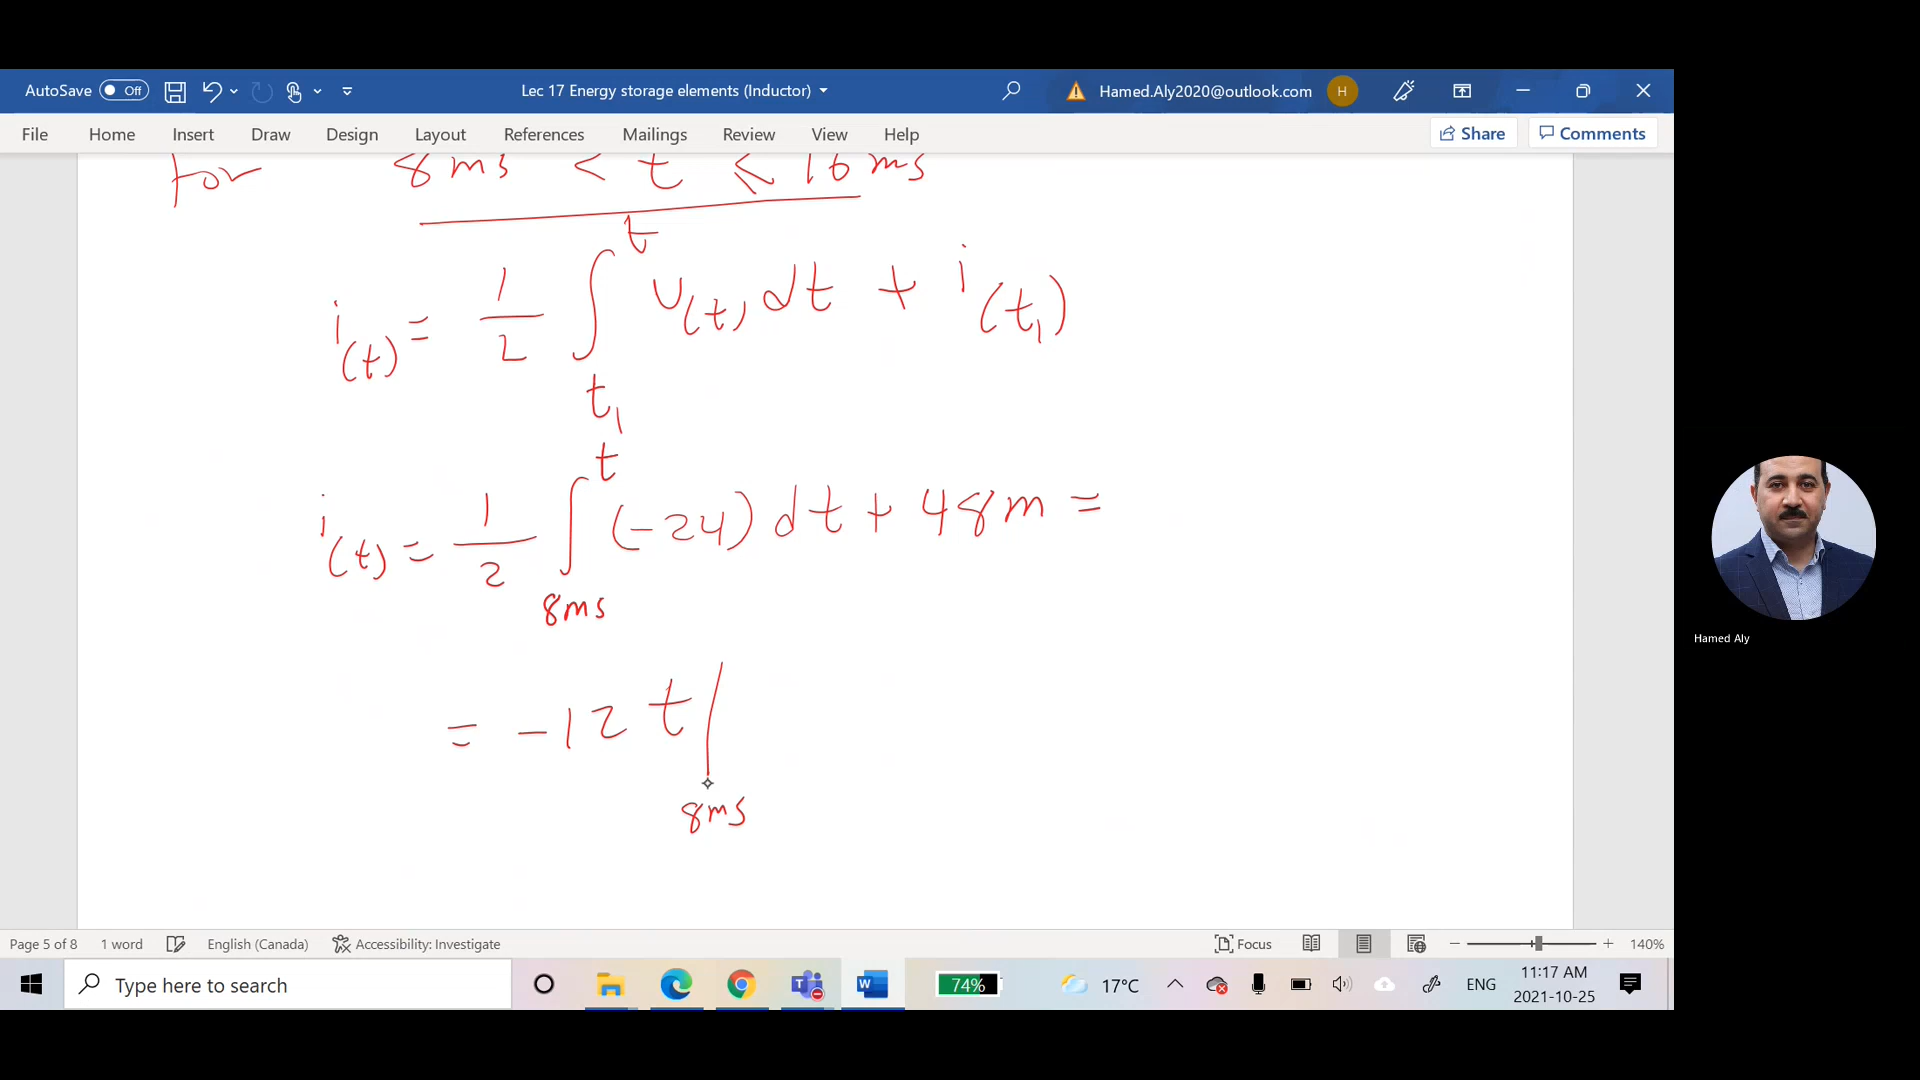 AutoSave Off Lec 17 Energy storage elements (Inductor) Hamed.Aly2020@outlook.com H
File Home Insert Draw Design Layout References Mailings Review View Help Share Comments
for 8ms < t ≤ 16 ms
i(t) = 1/2 ∫_{t1}^{t} v(t) dt + i(t1)
i(t) = 1/2 ∫_{8ms}^{t} (-24) dt + 48m =
= -12 t | 8ms
Hamed Aly
Page 5 of 8 1 word English (Canada) Accessibility: Investigate Focus 140%
Type here to search 74% 17°C ENG 11:17 AM
2021-10-25